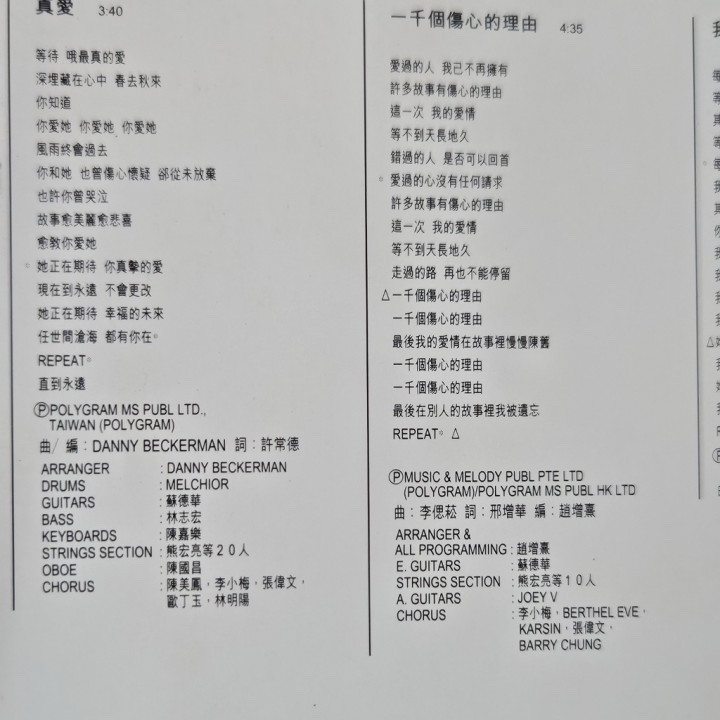 真愛 3:40
等待 哦最真的愛
深埋藏在心中 春去秋來
你知道
你愛她 你愛她 你愛她
風雨終會過去
你和她 也曾傷心懷疑 卻從未放棄
也許你曾哭泣
故事愈美麗愈悲喜
愈教你愛她
◦她正在期待 你真摯的愛
現在到永遠 不會更改
她正在期待 幸福的未來
任世間滄海 都有你在◦
REPEAT◦
直到永遠
ⓅPOLYGRAM MS PUBL LTD.,
TAIWAN (POLYGRAM)
曲/編：DANNY BECKERMAN 詞：許常德
ARRANGER : DANNY BECKERMAN
DRUMS : MELCHIOR
GUITARS : 蘇德華
BASS : 林志宏
KEYBOARDS : 陳嘉樂
STRINGS SECTION : 熊宏亮等20人
OBOE : 陳國昌
CHORUS : 陳美鳳，李小梅，張偉文，
歐丁玉，林明陽
一千個傷心的理由 4:35
愛過的人 我已不再擁有
許多故事有傷心的理由
這一次 我的愛情
等不到天長地久
錯過的人 是否可以回首
◦愛過的心沒有任何請求
許多故事有傷心的理由
這一次 我的愛情
等不到天長地久
走過的路 再也不能停留
△一千個傷心的理由
一千個傷心的理由
最後我的愛情在故事裡慢慢陳舊
一千個傷心的理由
一千個傷心的理由
最後在別人的故事裡我被遺忘
REPEAT◦ △
ⓅMUSIC & MELODY PUBL PTE LTD
(POLYGRAM)/POLYGRAM MS PUBL HK LTD
曲：李偲菘 詞：邢增華 編：趙增熹
ARRANGER &
ALL PROGRAMMING : 趙增熹
E. GUITARS : 蘇德華
STRINGS SECTION : 熊宏亮等10人
A. GUITARS : JOEY V
CHORUS : 李小梅，BERTHEL EVE，
KARSIN，張偉文，
BARRY CHUNG